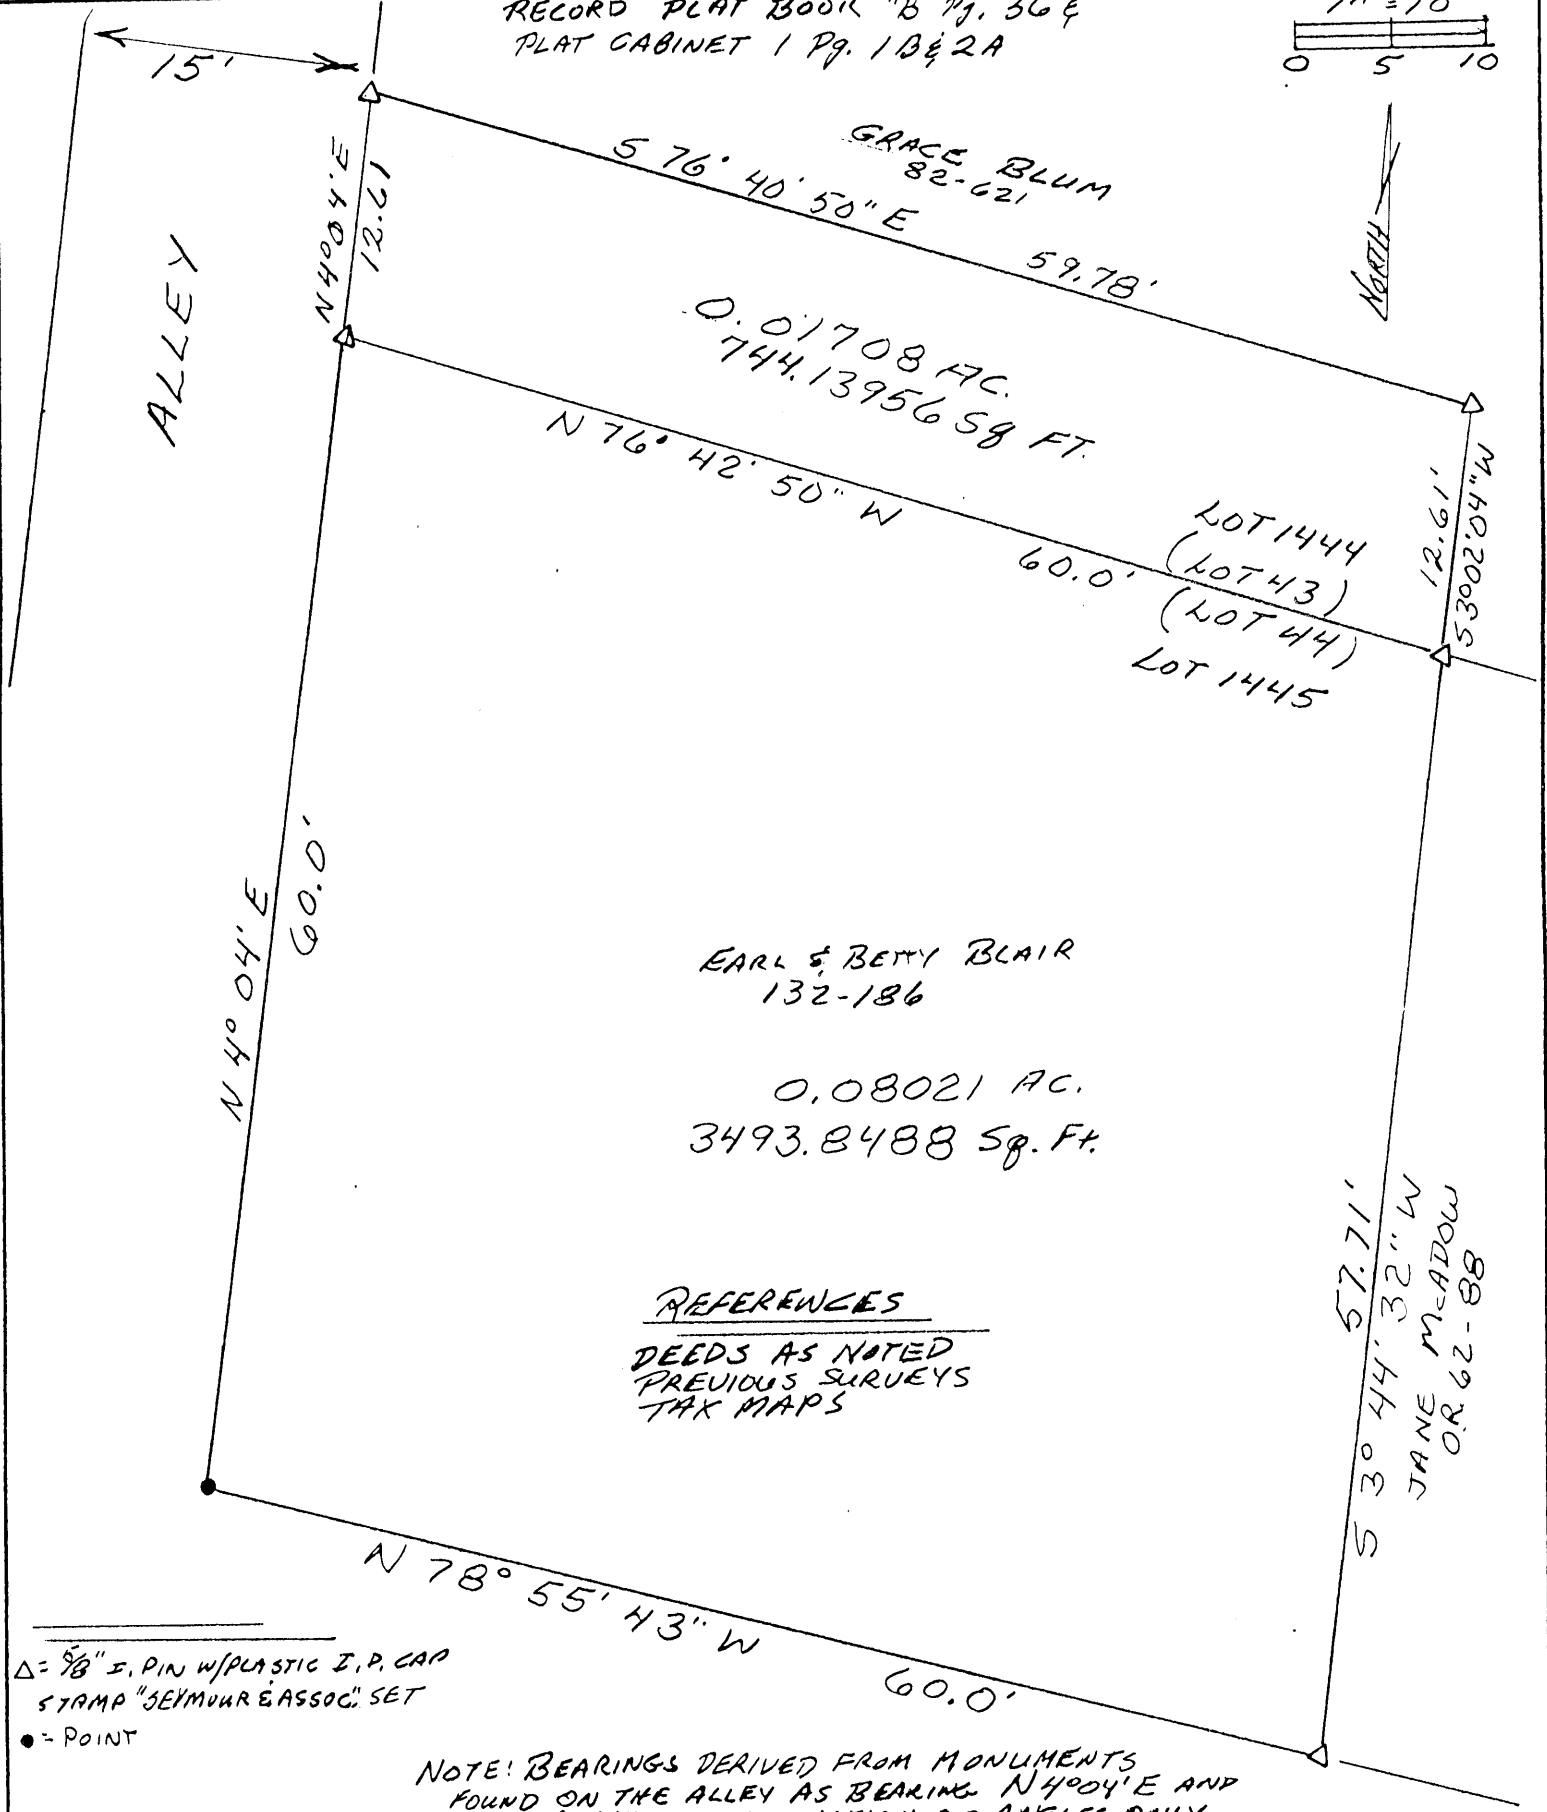 RECORD PLAT BOOK "B" Pg. 36 &
PLAT CABINET 1 Pg. 1B & 2A
1" = 10'
0 5 10
15'
NORTH
GRACE BLUM
82-621
S 76° 40' 50" E 59.78'
N 4° 04' E
12.61
ALLEY
0.01708 AC.
744.13956 Sq FT.
N 76° 42' 50" W 60.0'
12.61'
S 3° 02' 04" W
LOT 1444
(LOT 43)
(LOT 44)
LOT 1445
N 4° 04' E 60.0'
EARL & BETTY BLAIR
132-186
0.08021 AC.
3493.8488 Sq. Ft.
57.71'
S 3° 44' 32" W
JANE McADOW
O.R. 62-88
REFERENCES
DEEDS AS NOTED
PREVIOUS SURVEYS
TAX MAPS
N 78° 55' 43" W 60.0'
△ = 5/8" I. PIN W/PLASTIC I.P. CAP
STAMP "SEYMOUR & ASSOC." SET
● = POINT
NOTE: BEARINGS DERIVED FROM MONUMENTS
FOUND ON THE ALLEY AS BEARING N 4° 04' E AND